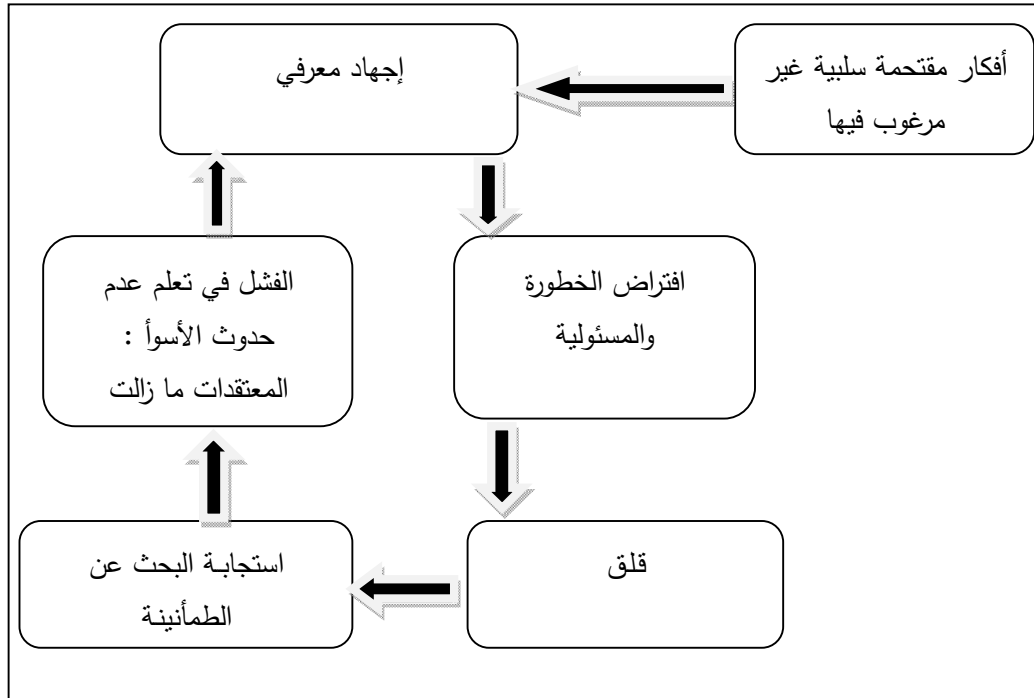 أفكار مقتحمة سلبية غير
مرغوب فيها
إجهاد معرفي
افتراض الخطورة
والمسئولية
قلق
استجابة البحث عن
الطمأنينة
الفشل في تعلم عدم
حدوث الأسوأ :
المعتقدات ما زالت